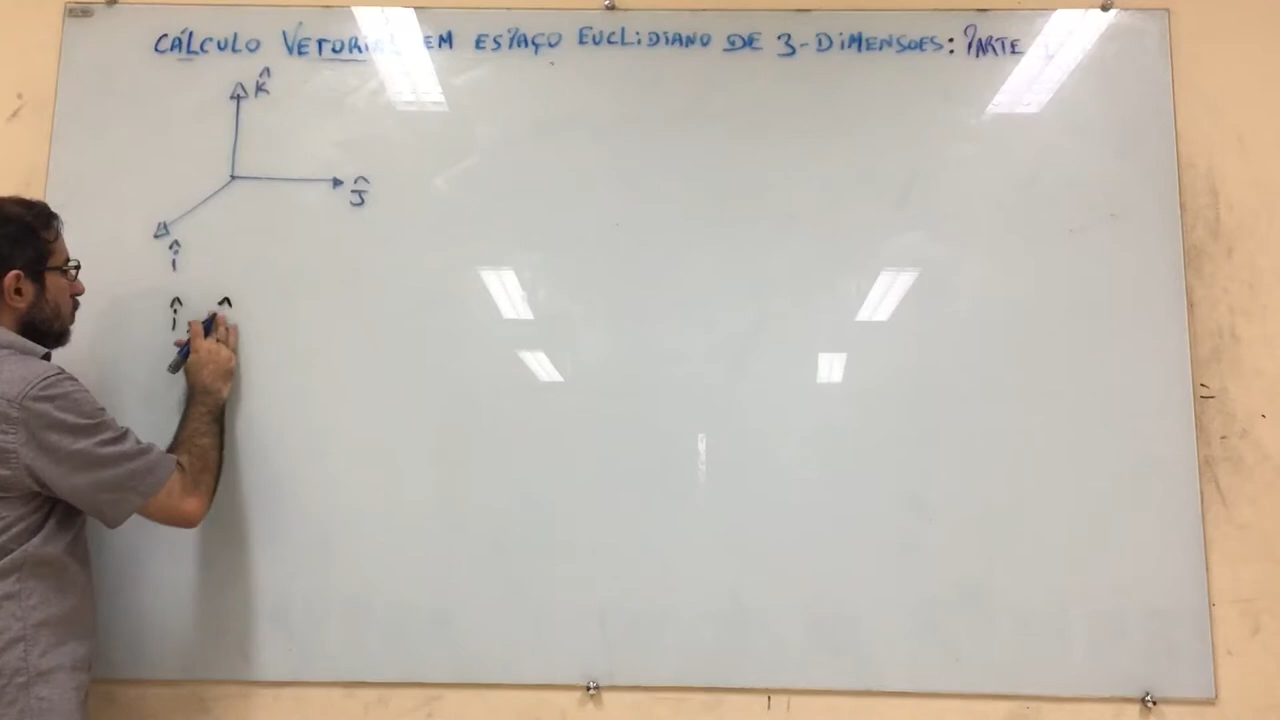 CÁLCULO VETORIAL EM ESPAÇO EUCLIDIANO DE 3-DIMENSOES: PARTE
k̂
ĵ
î
î